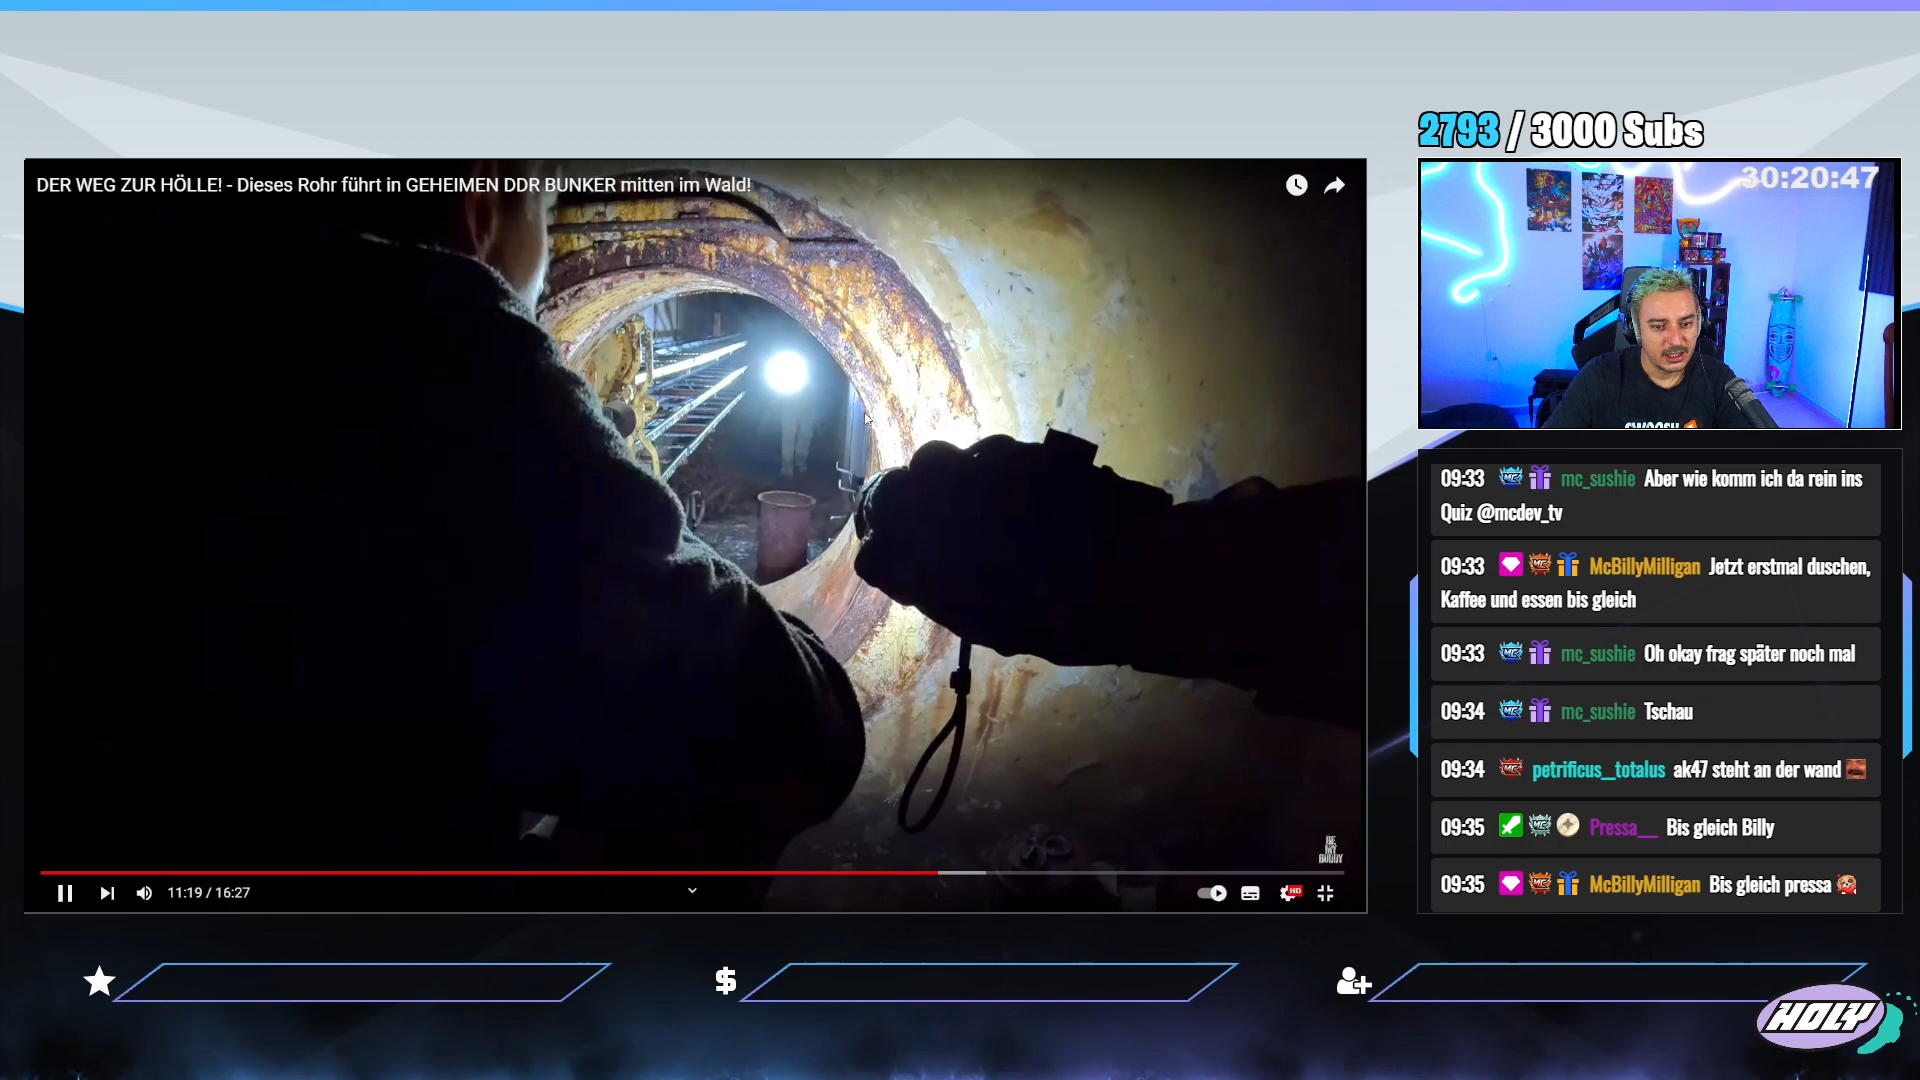 2793 / 3000 Subs
DER WEG ZUR HÖLLE! - Dieses Rohr führt in GEHEIMEN DDR BUNKER mitten im Wald!
30:20:47
09:33 mc_sushie Aber wie komm ich da rein ins
Quiz @mcdev_tv
09:33 McBillyMilligan Jetzt erstmal duschen,
Kaffee und essen bis gleich
09:33 mc_sushie Oh okay frag später noch mal
09:34 mc_sushie Tschau
09:34 petrificus_totalus ak47 steht an der wand
09:35 Pressa__ Bis gleich Billy
09:35 McBillyMilligan Bis gleich pressa
BE
MY
BUDDY
11:19 / 16:27
HD
$
HOLY